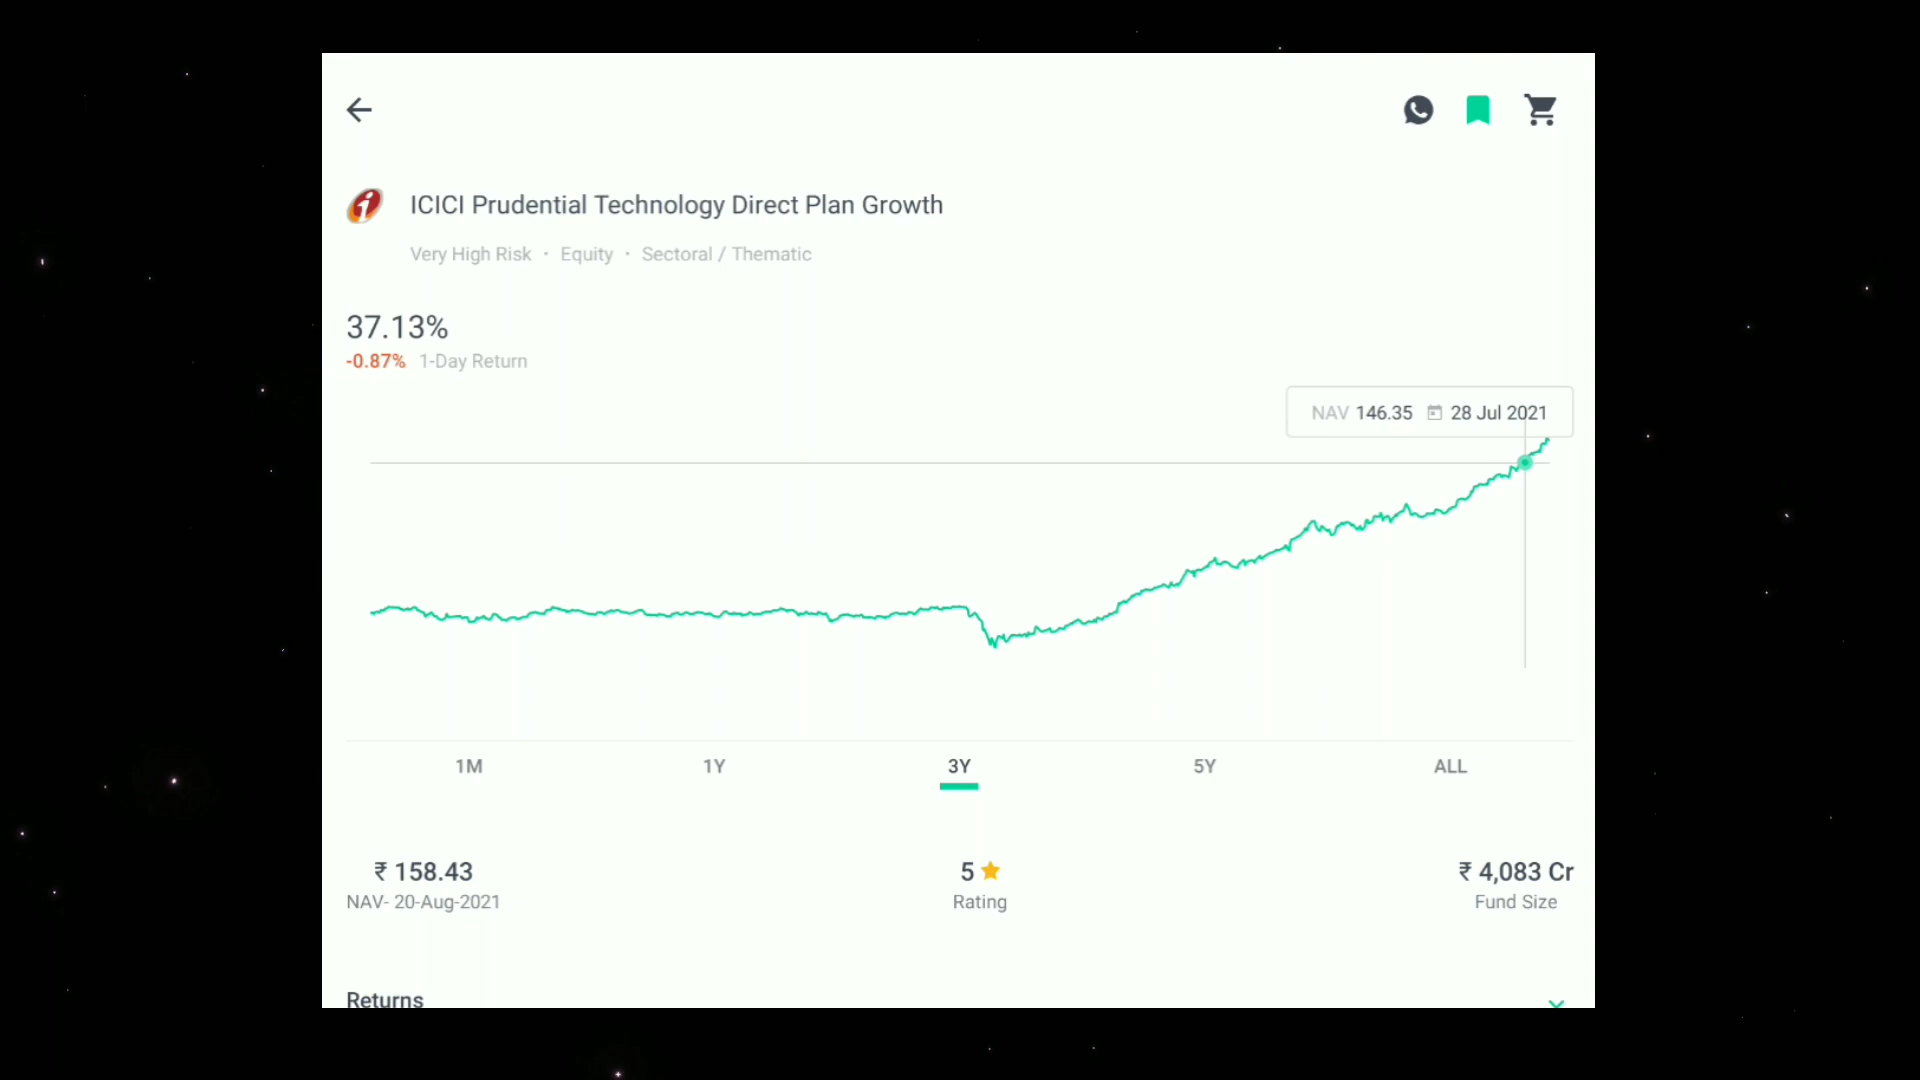 ICICI Prudential Technology Direct Plan Growth
Very High Risk • Equity • Sectoral / Thematic
37.13%
-0.87% 1-Day Return
NAV 146.35 28 Jul 2021
1M 1Y 3Y 5Y ALL
₹ 158.43 5 ₹ 4,083 Cr
NAV- 20-Aug-2021 Rating Fund Size
Returns